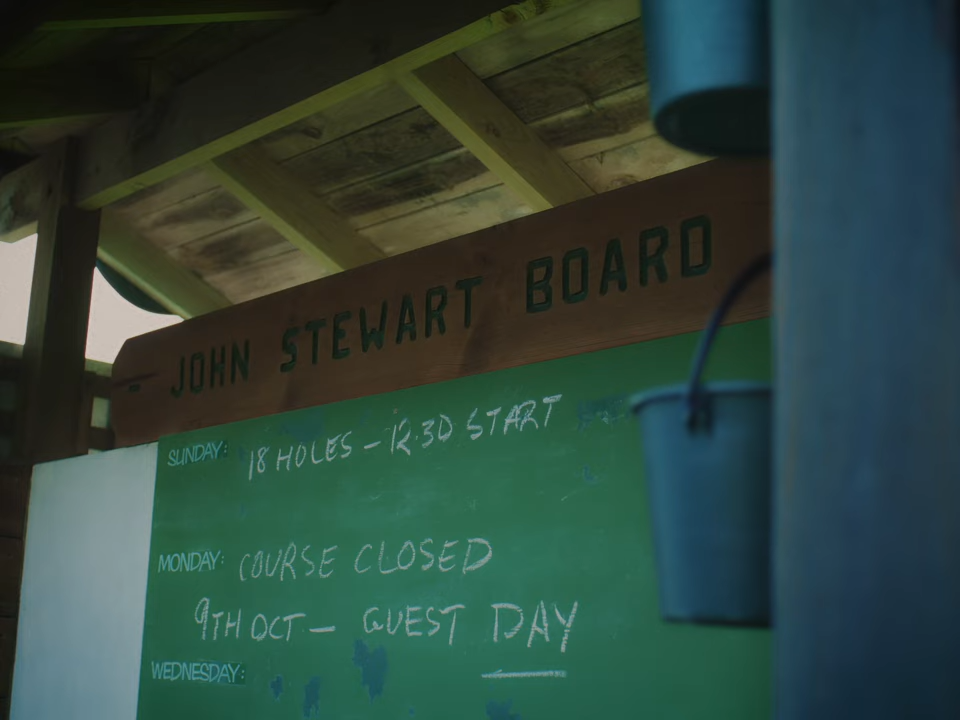 JOHN STEWART BOARD
SUNDAY: 18 HOLES - 12.30 START
MONDAY: COURSE CLOSED
9TH OCT - GUEST DAY
WEDNESDAY: